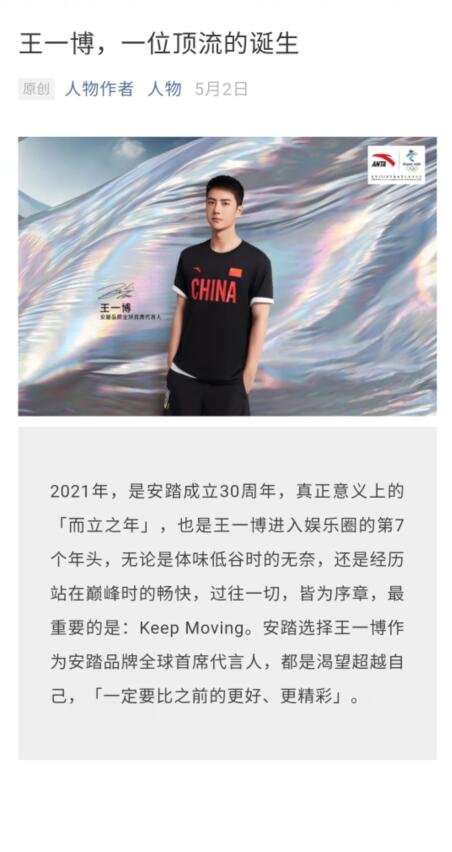 王一博，一位顶流的诞生
原创 人物作者 人物 5月2日
ANTA
王一博
安踏品牌全球首席代言人
CHINA
2021年，是安踏成立30周年，真正意义上的
「而立之年」，也是王一博进入娱乐圈的第7
个年头，无论是体味低谷时的无奈，还是经历
站在巅峰时的畅快，过往一切，皆为序章，最
重要的是：Keep Moving。安踏选择王一博作
为安踏品牌全球首席代言人，都是渴望超越自
己，「一定要比之前的更好、更精彩」。